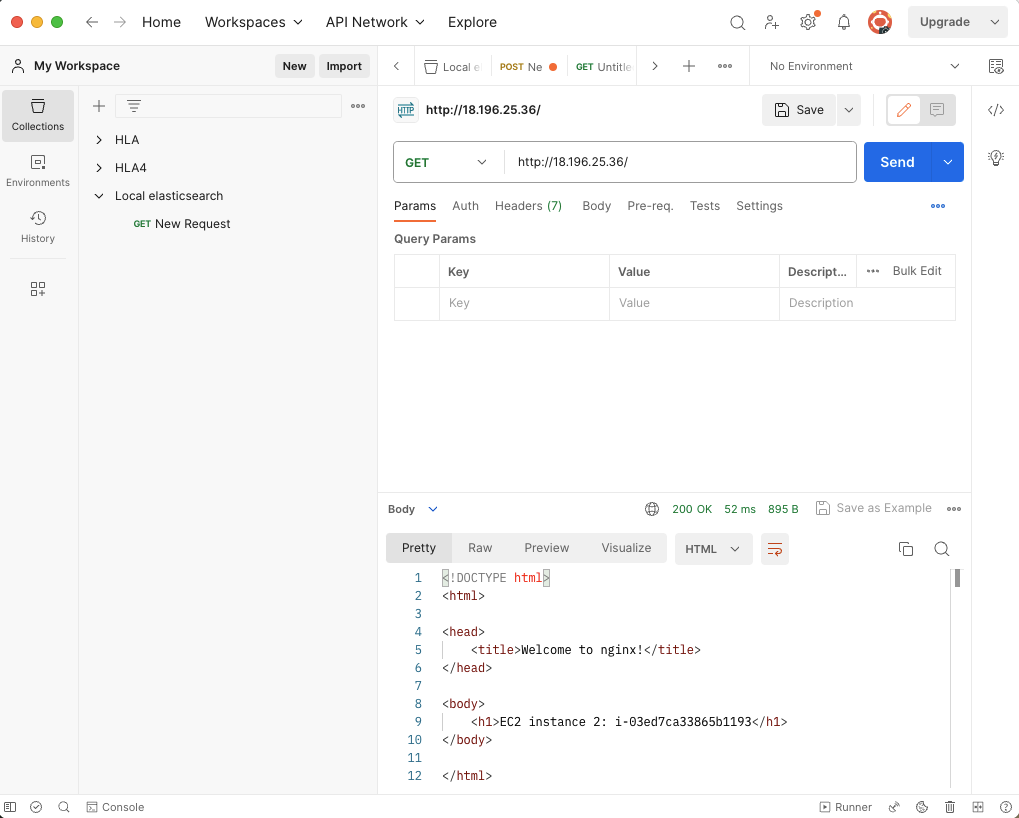 Home Workspaces API Network Explore Upgrade
My Workspace New Import Local e POST Ne GET Untitle No Environment
Collections
Environments
History
HLA
HLA4
Local elasticsearch
GET New Request
HTTP http://18.196.25.36/ Save
GET http://18.196.25.36/ Send
Params Auth Headers (7) Body Pre-req. Tests Settings
Query Params
Key Value Descript... Bulk Edit
Key Value Description
Body 200 OK 52 ms 895 B Save as Example
Pretty Raw Preview Visualize HTML
1 <!DOCTYPE html>
2 <html>
3
4 <head>
5 <title>Welcome to nginx!</title>
6 </head>
7
8 <body>
9 <h1>EC2 instance 2: i-03ed7ca33865b1193</h1>
10 </body>
11
12 </html>
Console Runner